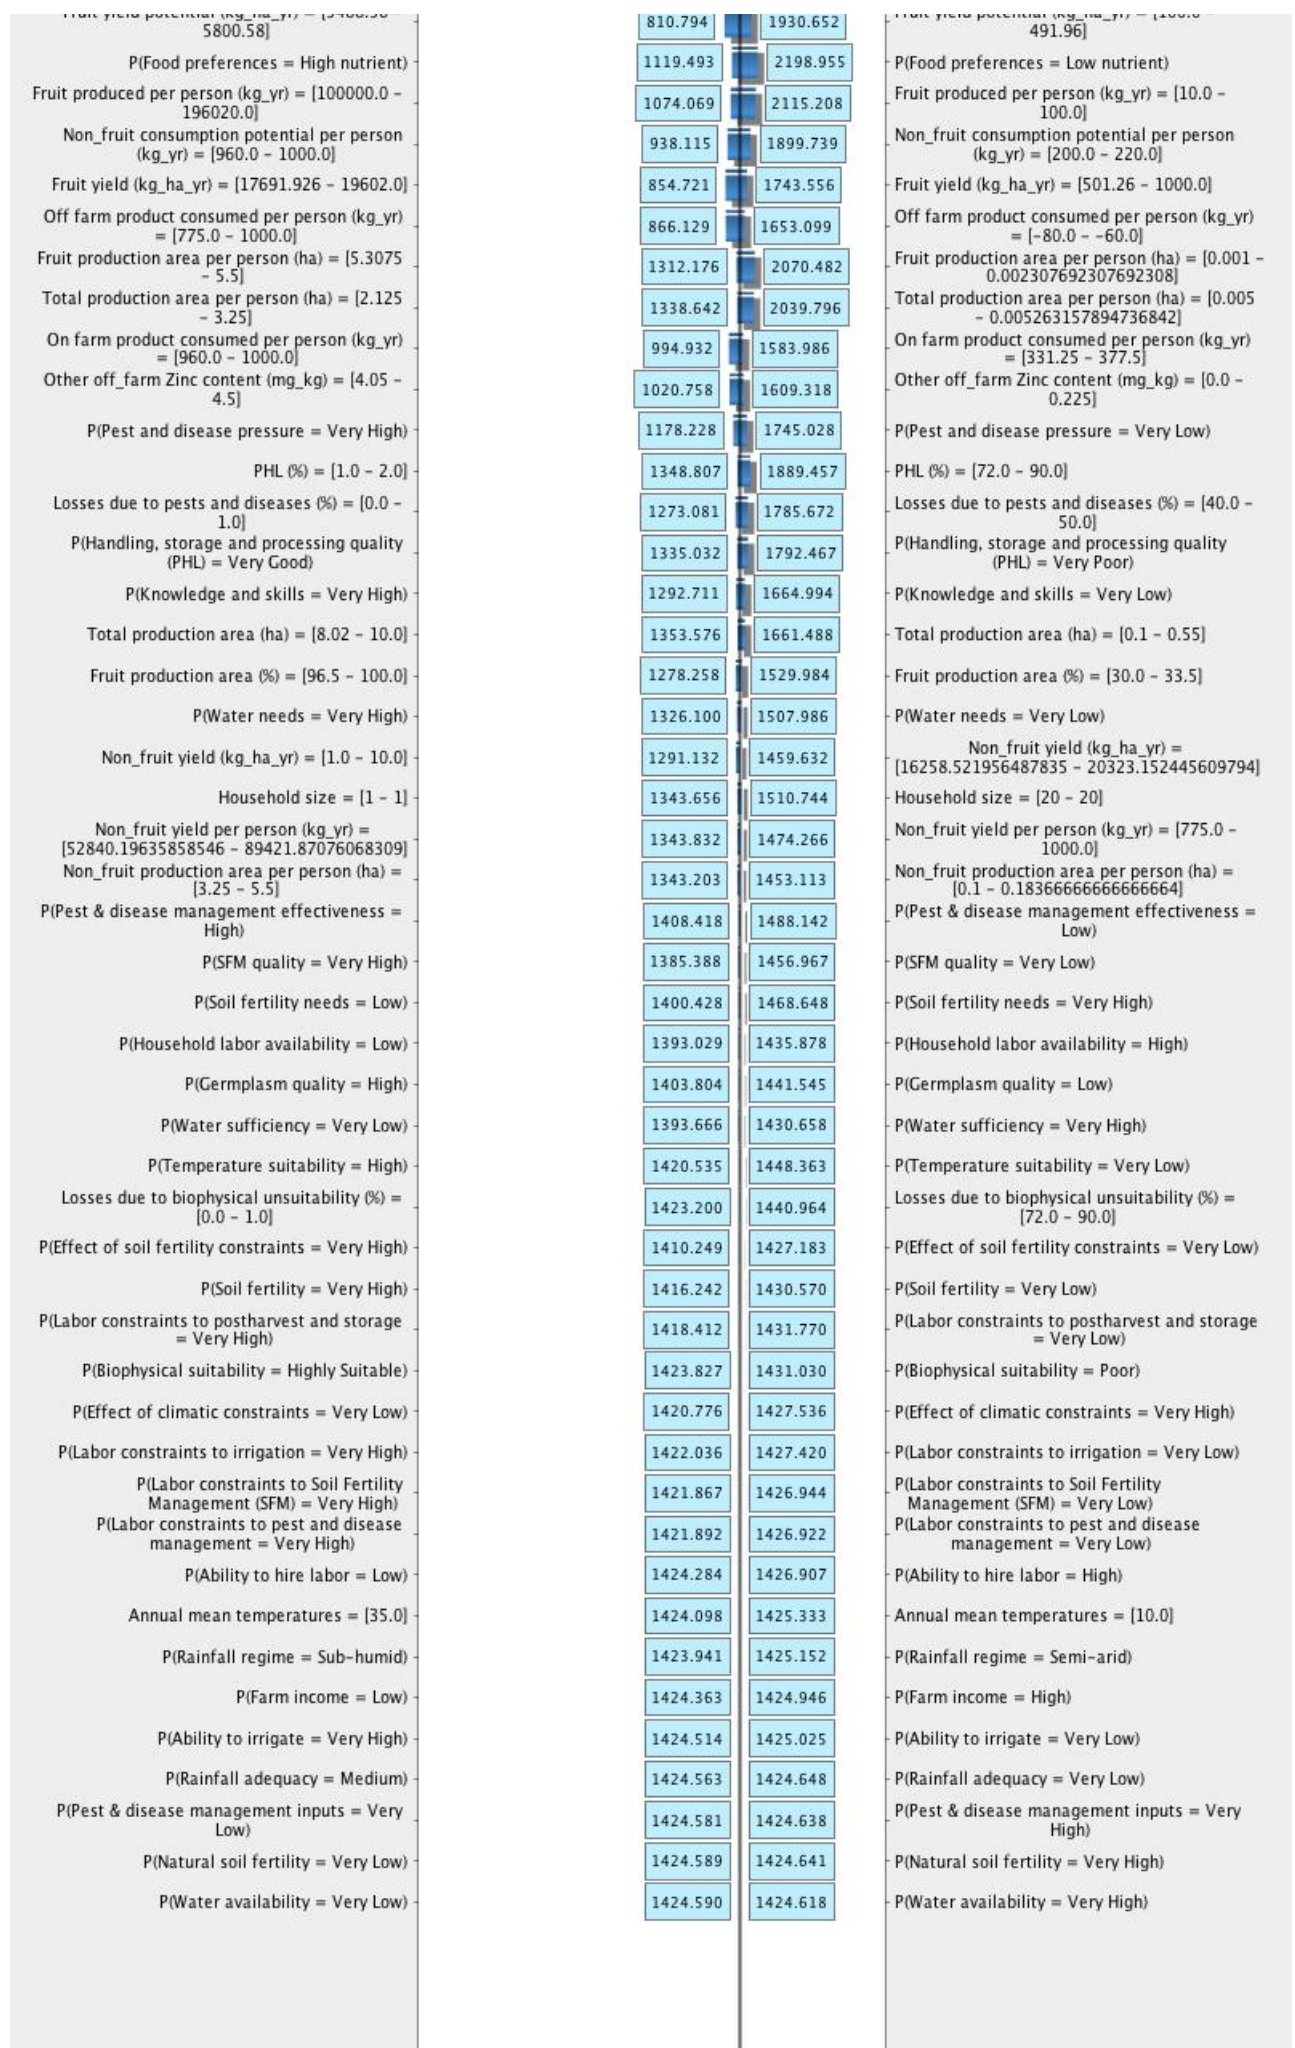 810.794 1930.652
5800.58] 491.96]
P(Food preferences = High nutrient) 1119.493 2198.955 P(Food preferences = Low nutrient)
Fruit produced per person (kg_yr) = [100000.0 – 1074.069 2115.208 Fruit produced per person (kg_yr) = [10.0 –
196020.0] 100.0]
Non_fruit consumption potential per person 938.115 1899.739 Non_fruit consumption potential per person
(kg_yr) = [960.0 – 1000.0] (kg_yr) = [200.0 – 220.0]
Fruit yield (kg_ha_yr) = [17691.926 – 19602.0] 854.721 1743.556 Fruit yield (kg_ha_yr) = [501.26 – 1000.0]
Off farm product consumed per person (kg_yr) 866.129 1653.099 Off farm product consumed per person (kg_yr)
= [775.0 – 1000.0] = [-80.0 – -60.0]
Fruit production area per person (ha) = [5.3075 1312.176 2070.482 Fruit production area per person (ha) = [0.001 –
– 5.5] 0.002307692307692308]
Total production area per person (ha) = [2.125 1338.642 2039.796 Total production area per person (ha) = [0.005
– 3.25] – 0.005263157894736842]
On farm product consumed per person (kg_yr) 994.932 1583.986 On farm product consumed per person (kg_yr)
= [960.0 – 1000.0] = [331.25 – 377.5]
Other off_farm Zinc content (mg_kg) = [4.05 – 1020.758 1609.318 Other off_farm Zinc content (mg_kg) = [0.0 –
4.5] 0.225]
P(Pest and disease pressure = Very High) 1178.228 1745.028 P(Pest and disease pressure = Very Low)
PHL (%) = [1.0 – 2.0] 1348.807 1889.457 PHL (%) = [72.0 – 90.0]
Losses due to pests and diseases (%) = [0.0 – 1273.081 1785.672 Losses due to pests and diseases (%) = [40.0 –
1.0] 50.0]
P(Handling, storage and processing quality 1335.032 1792.467 P(Handling, storage and processing quality
(PHL) = Very Good) (PHL) = Very Poor)
P(Knowledge and skills = Very High) 1292.711 1664.994 P(Knowledge and skills = Very Low)
Total production area (ha) = [8.02 – 10.0] 1353.576 1661.488 Total production area (ha) = [0.1 – 0.55]
Fruit production area (%) = [96.5 – 100.0] 1278.258 1529.984 Fruit production area (%) = [30.0 – 33.5]
P(Water needs = Very High) 1326.100 1507.986 P(Water needs = Very Low)
Non_fruit yield (kg_ha_yr) = [1.0 – 10.0] 1291.132 1459.632 Non_fruit yield (kg_ha_yr) =
[16258.521956487835 – 20323.152445609794]
Household size = [1 – 1] 1343.656 1510.744 Household size = [20 – 20]
Non_fruit yield per person (kg_yr) = 1343.832 1474.266 Non_fruit yield per person (kg_yr) = [775.0 –
[52840.19635858546 – 89421.87076068309] 1000.0]
Non_fruit production area per person (ha) = 1343.203 1453.113 Non_fruit production area per person (ha) =
[3.25 – 5.5] [0.1 – 0.18366666666666664]
P(Pest & disease management effectiveness = 1408.418 1488.142 P(Pest & disease management effectiveness =
High) Low)
P(SFM quality = Very High) 1385.388 1456.967 P(SFM quality = Very Low)
P(Soil fertility needs = Low) 1400.428 1468.648 P(Soil fertility needs = Very High)
P(Household labor availability = Low) 1393.029 1435.878 P(Household labor availability = High)
P(Germplasm quality = High) 1403.804 1441.545 P(Germplasm quality = Low)
P(Water sufficiency = Very Low) 1393.666 1430.658 P(Water sufficiency = Very High)
P(Temperature suitability = High) 1420.535 1448.363 P(Temperature suitability = Very Low)
Losses due to biophysical unsuitability (%) = 1423.200 1440.964 Losses due to biophysical unsuitability (%) =
[0.0 – 1.0] [72.0 – 90.0]
P(Effect of soil fertility constraints = Very High) 1410.249 1427.183 P(Effect of soil fertility constraints = Very Low)
P(Soil fertility = Very High) 1416.242 1430.570 P(Soil fertility = Very Low)
P(Labor constraints to postharvest and storage 1418.412 1431.770 P(Labor constraints to postharvest and storage
= Very High) = Very Low)
P(Biophysical suitability = Highly Suitable) 1423.827 1431.030 P(Biophysical suitability = Poor)
P(Effect of climatic constraints = Very Low) 1420.776 1427.536 P(Effect of climatic constraints = Very High)
P(Labor constraints to irrigation = Very High) 1422.036 1427.420 P(Labor constraints to irrigation = Very Low)
P(Labor constraints to Soil Fertility 1421.867 1426.944 P(Labor constraints to Soil Fertility
Management (SFM) = Very High) Management (SFM) = Very Low)
P(Labor constraints to pest and disease 1421.892 1426.922 P(Labor constraints to pest and disease
management = Very High) management = Very Low)
P(Ability to hire labor = Low) 1424.284 1426.907 P(Ability to hire labor = High)
Annual mean temperatures = [35.0] 1424.098 1425.333 Annual mean temperatures = [10.0]
P(Rainfall regime = Sub-humid) 1423.941 1425.152 P(Rainfall regime = Semi-arid)
P(Farm income = Low) 1424.363 1424.946 P(Farm income = High)
P(Ability to irrigate = Very High) 1424.514 1425.025 P(Ability to irrigate = Very Low)
P(Rainfall adequacy = Medium) 1424.563 1424.648 P(Rainfall adequacy = Very Low)
P(Pest & disease management inputs = Very 1424.581 1424.638 P(Pest & disease management inputs = Very
Low) High)
P(Natural soil fertility = Very Low) 1424.589 1424.641 P(Natural soil fertility = Very High)
P(Water availability = Very Low) 1424.590 1424.618 P(Water availability = Very High)